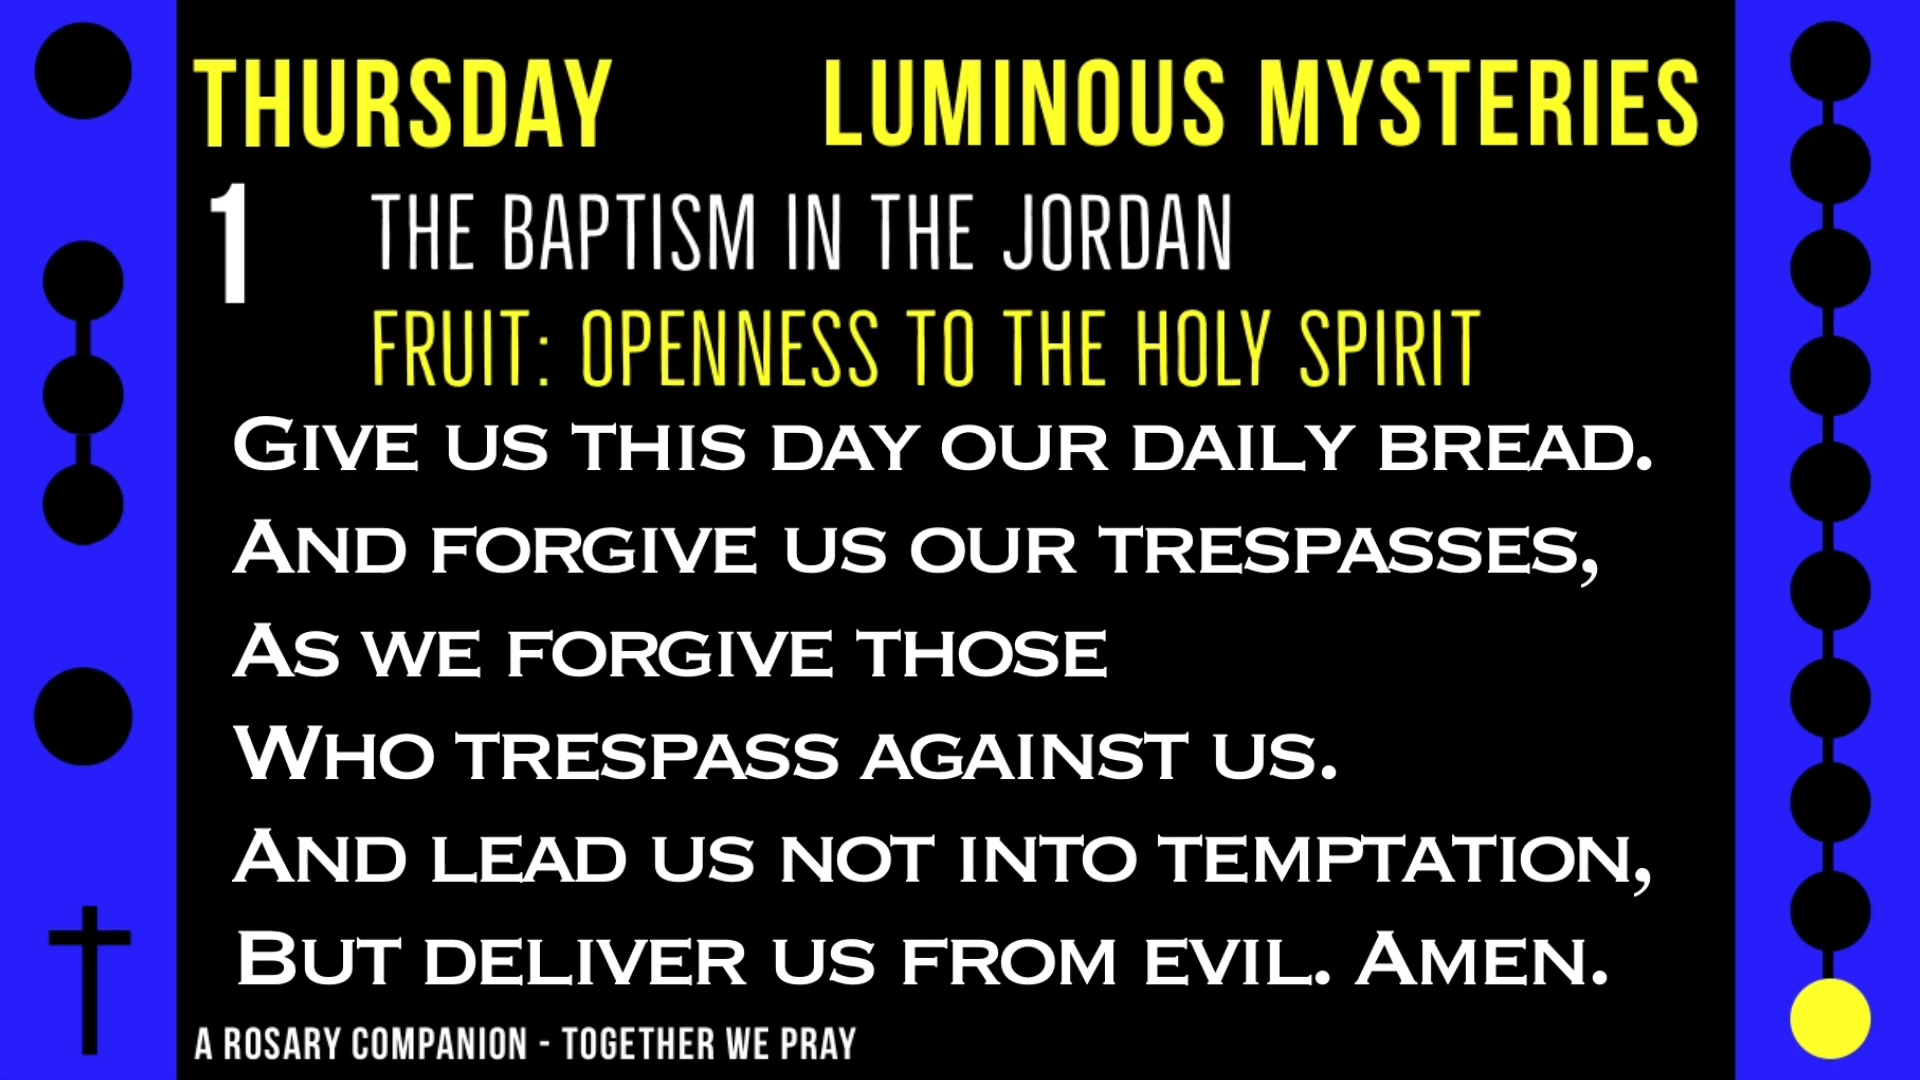 THURSDAY LUMINOUS MYSTERIES
1 THE BAPTISM IN THE JORDAN
FRUIT: OPENNESS TO THE HOLY SPIRIT
GIVE US THIS DAY OUR DAILY BREAD.
AND FORGIVE US OUR TRESPASSES,
AS WE FORGIVE THOSE
WHO TRESPASS AGAINST US.
AND LEAD US NOT INTO TEMPTATION,
BUT DELIVER US FROM EVIL. AMEN.
A ROSARY COMPANION - TOGETHER WE PRAY